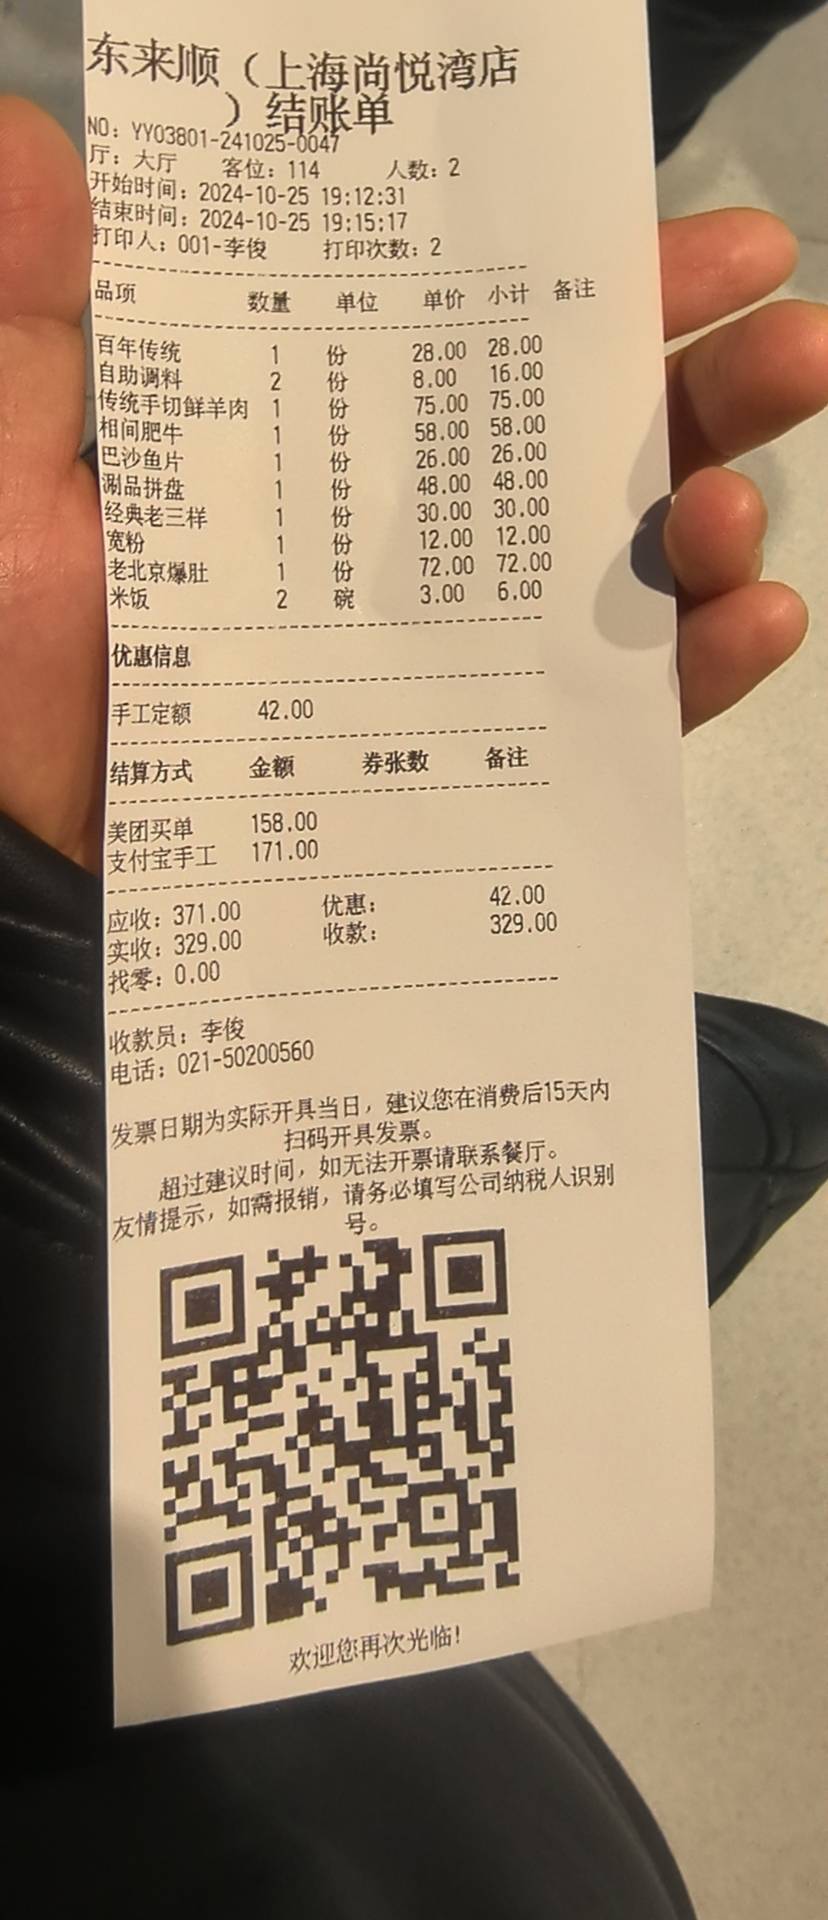 东来顺（上海尚悦湾店
）结账单
NO：YY03801-241025-0047
厅：大厅 客位：114 人数：2
开始时间：2024-10-25 19:12:31
结束时间：2024-10-25 19:15:17
打印人：001-李俊 打印次数：2
品项 数量 单位 单价 小计 备注
百年传统 1 份 28.00 28.00
自助调料 2 份 8.00 16.00
传统手切鲜羊肉 1 份 75.00 75.00
相间肥牛 1 份 58.00 58.00
巴沙鱼片 1 份 26.00 26.00
涮品拼盘 1 份 48.00 48.00
经典老三样 1 份 30.00 30.00
宽粉 1 份 12.00 12.00
老北京爆肚 1 份 72.00 72.00
米饭 2 碗 3.00 6.00
优惠信息
手工定额 42.00
结算方式 金额 券张数 备注
美团买单 158.00
支付宝手工 171.00
应收：371.00 优惠： 42.00
实收：329.00 收款： 329.00
找零：0.00
收款员：李俊
电话：021-50200560
发票日期为实际开具当日，建议您在消费后15天内
扫码开具发票。
超过建议时间，如无法开票请联系餐厅。
友情提示，如需报销，请务必填写公司纳税人识别
号。
欢迎您再次光临！